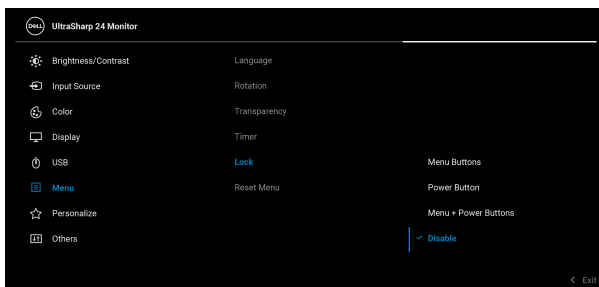 DELL UltraSharp 24 Monitor
Brightness/Contrast Language
Input Source Rotation
Color Transparency
Display Timer
USB Lock Menu Buttons
Menu Reset Menu Power Button
Personalize Menu + Power Buttons
Others Disable
Exit